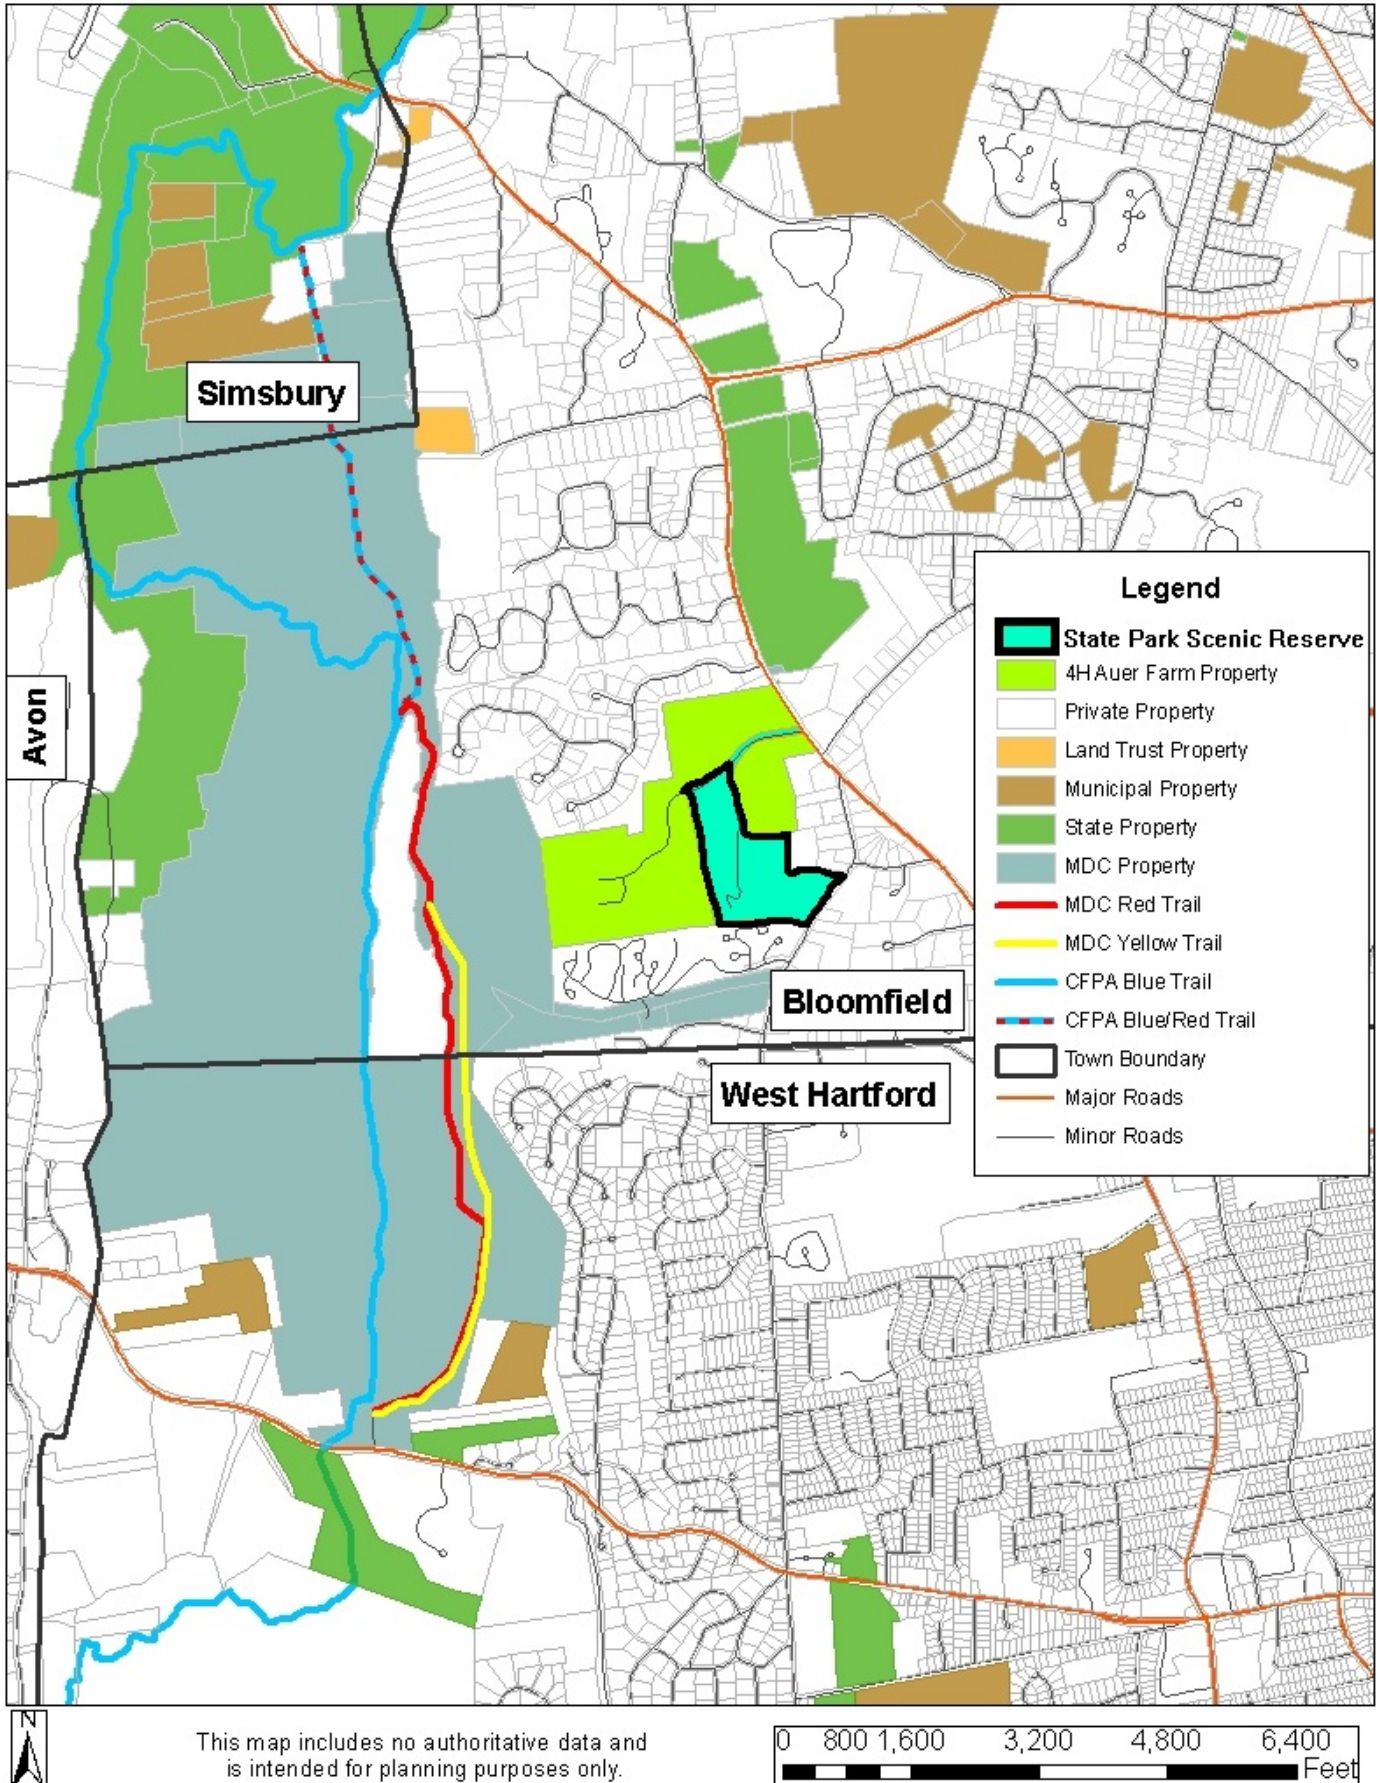 Simsbury
Avon
Legend
State Park Scenic Reserve
4H Auer Farm Property
Private Property
Land Trust Property
Municipal Property
State Property
MDC Property
MDC Red Trail
MDC Yellow Trail
CFPA Blue Trail
CFPA Blue/Red Trail
Town Boundary
Major Roads
Minor Roads
Bloomfield
West Hartford
N
This map includes no authoritative data and
is intended for planning purposes only.
0 800 1,600 3,200 4,800 6,400
Feet